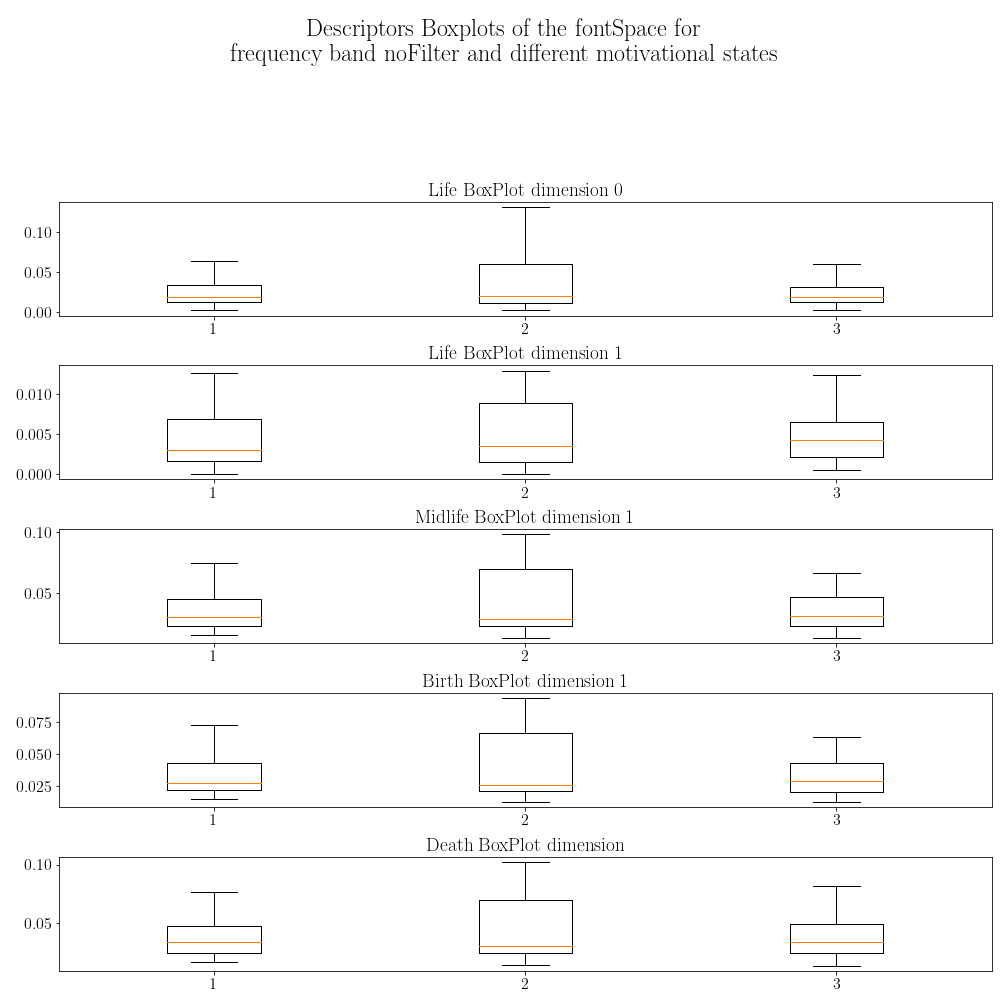 Descriptors Boxplots of the fontSpace for
frequency band noFilter and different motivational states
Life BoxPlot dimension 0
0.10
0.05
0.00
1 2 3
Life BoxPlot dimension 1
0.010
0.005
0.000
1 2 3
Midlife BoxPlot dimension 1
0.10
0.05
1 2 3
Birth BoxPlot dimension 1
0.075
0.050
0.025
1 2 3
Death BoxPlot dimension
0.10
0.05
1 2 3